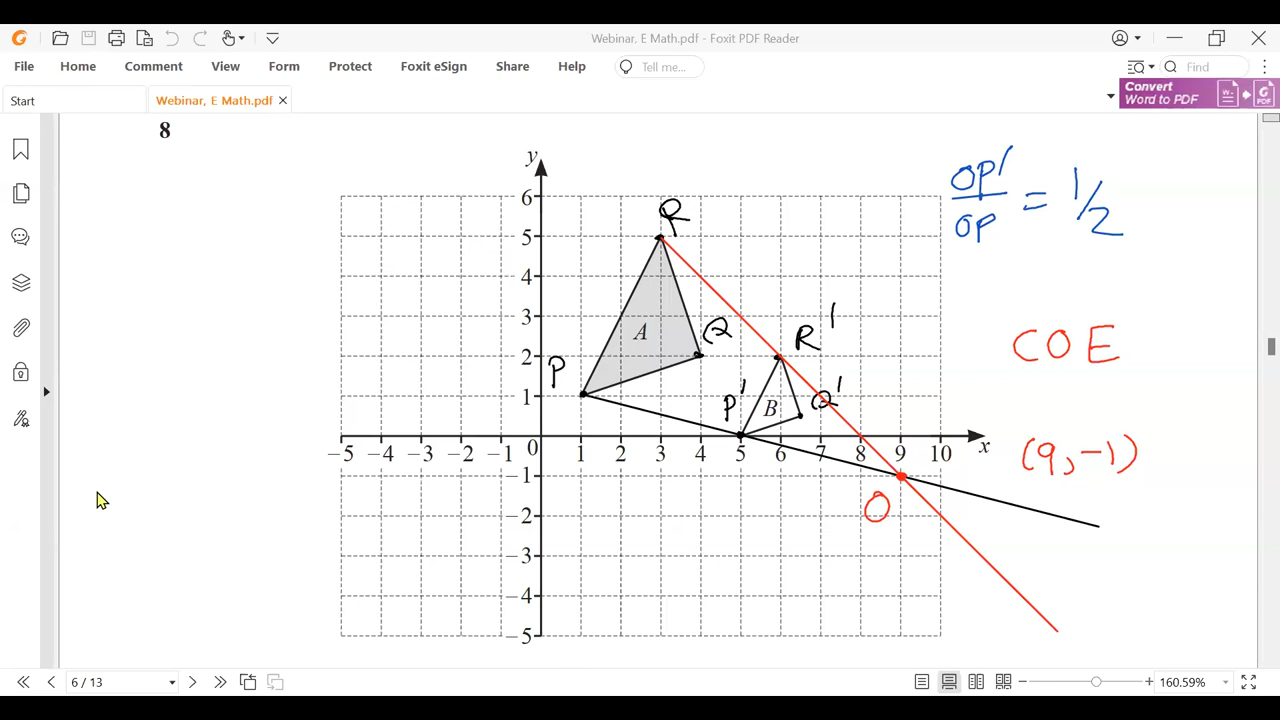 Webinar, E Math.pdf - Foxit PDF Reader
File Home Comment View Form Protect Foxit eSign Share Help Tell me... Find
Start Webinar, E Math.pdf
Convert
Word to PDF
8
y
6
5
4
3
2
1
0
-1
-2
-3
-4
-5
-5 -4 -3 -2 -1 1 2 3 4 5 6 7 8 9 10 x
R
A
Q
P
R'
P'
B
Q'
O
OP'/OP = 1/2
COE
(9, -1)
6 / 13
160.59%